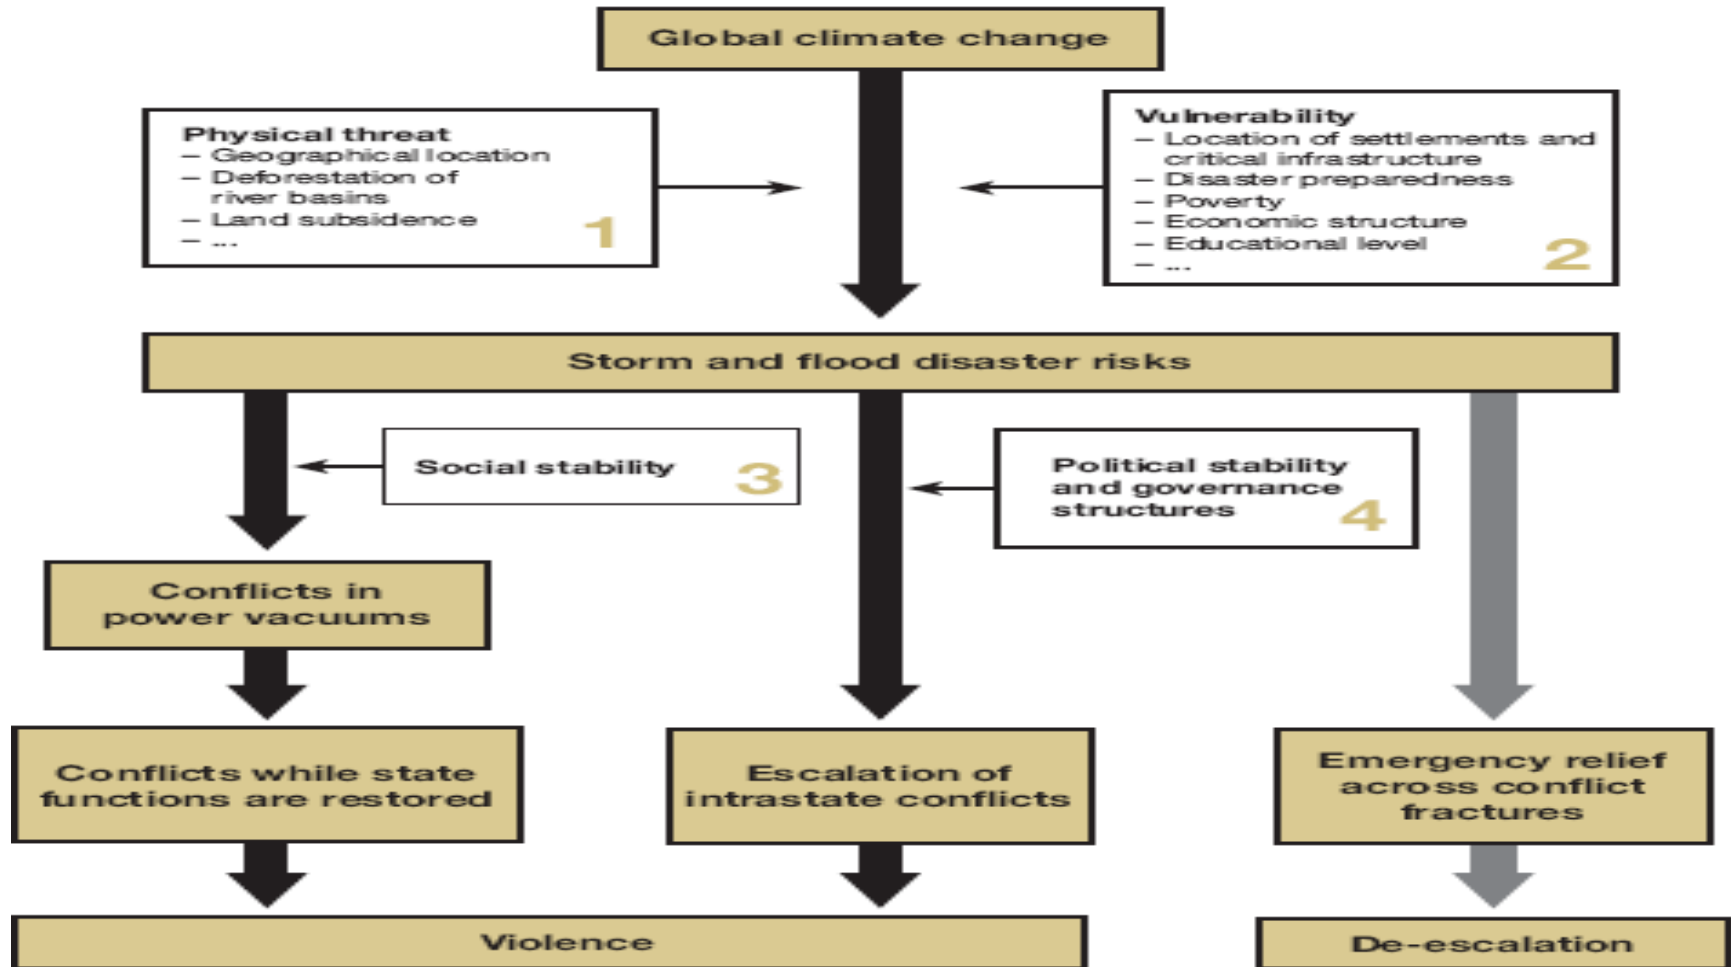 Global climate change
Physical threat
– Geographical location
– Deforestation of
river basins
– Land subsidence
– ...
1
Vulnerability
– Location of settlements and
critical infrastructure
– Disaster preparedness
– Poverty
– Economic structure
– Educational level
– ...
2
Storm and flood disaster risks
Social stability
3
Political stability
and governance
structures
4
Conflicts in
power vacuums
Conflicts while state
functions are restored
Escalation of
intrastate conflicts
Emergency relief
across conflict
fractures
Violence
De-escalation